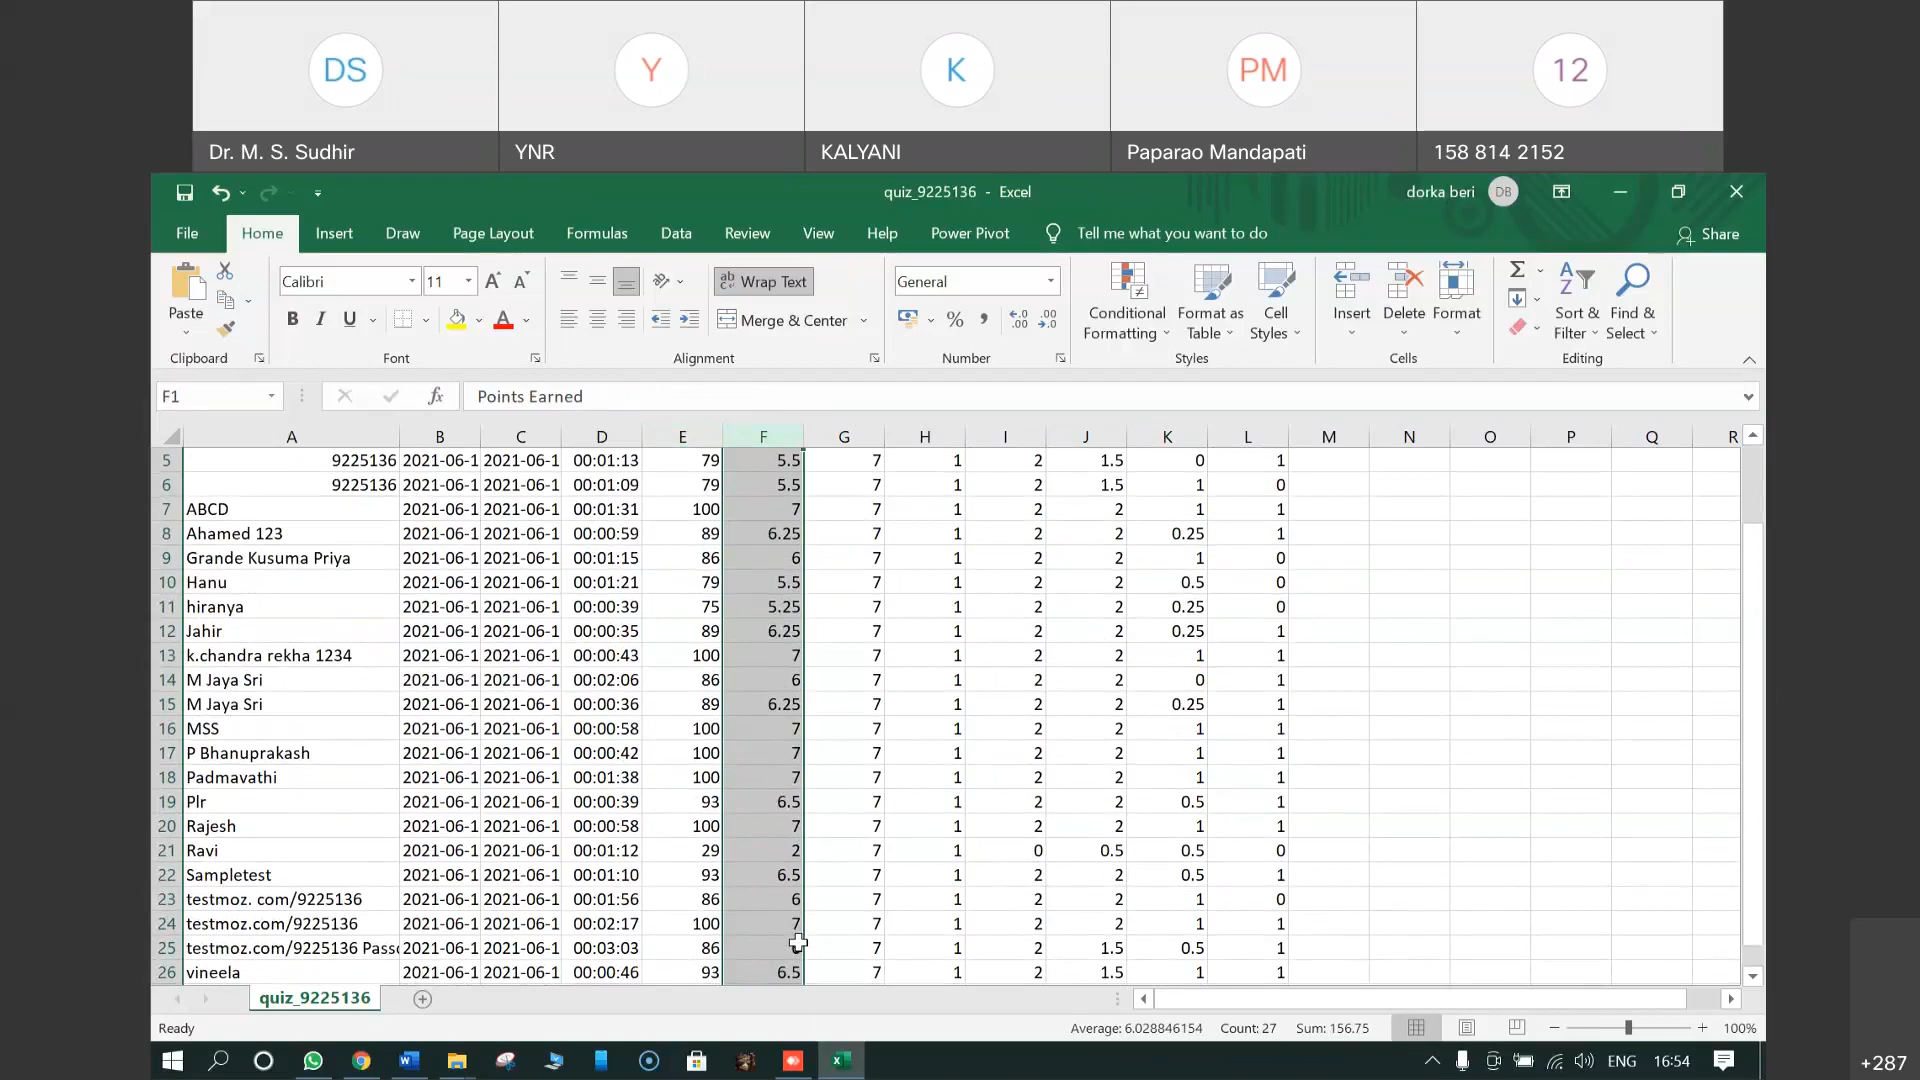 DS Y K PM 12
Dr. M. S. Sudhir YNR KALYANI Paparao Mandapati 158 814 2152
quiz_9225136 - Excel dorka beri DB
File Home Insert Draw Page Layout Formulas Data Review View Help Power Pivot Tell me what you want to do Share
Calibri 11 A A ab Wrap Text General
Paste B I U A Merge & Center % , Conditional Formatting Format as Table Cell Styles Insert Delete Format Sort & Filter Find & Select
Clipboard Font Alignment Number Styles Cells Editing
F1 fx Points Earned
A B C D E F G H I J K L M N O P Q R
5 9225136 2021-06-1 2021-06-1 00:01:13 79 5.5 7 1 2 1.5 0 1
6 9225136 2021-06-1 2021-06-1 00:01:09 79 5.5 7 1 2 1.5 1 0
7 ABCD 2021-06-1 2021-06-1 00:01:31 100 7 7 1 2 2 1 1
8 Ahamed 123 2021-06-1 2021-06-1 00:00:59 89 6.25 7 1 2 2 0.25 1
9 Grande Kusuma Priya 2021-06-1 2021-06-1 00:01:15 86 6 7 1 2 2 1 0
10 Hanu 2021-06-1 2021-06-1 00:01:21 79 5.5 7 1 2 2 0.5 0
11 hiranya 2021-06-1 2021-06-1 00:00:39 75 5.25 7 1 2 2 0.25 0
12 Jahir 2021-06-1 2021-06-1 00:00:35 89 6.25 7 1 2 2 0.25 1
13 k.chandra rekha 1234 2021-06-1 2021-06-1 00:00:43 100 7 7 1 2 2 1 1
14 M Jaya Sri 2021-06-1 2021-06-1 00:02:06 86 6 7 1 2 2 0 1
15 M Jaya Sri 2021-06-1 2021-06-1 00:00:36 89 6.25 7 1 2 2 0.25 1
16 MSS 2021-06-1 2021-06-1 00:00:58 100 7 7 1 2 2 1 1
17 P Bhanuprakash 2021-06-1 2021-06-1 00:00:42 100 7 7 1 2 2 1 1
18 Padmavathi 2021-06-1 2021-06-1 00:01:38 100 7 7 1 2 2 1 1
19 Plr 2021-06-1 2021-06-1 00:00:39 93 6.5 7 1 2 2 0.5 1
20 Rajesh 2021-06-1 2021-06-1 00:00:58 100 7 7 1 2 2 1 1
21 Ravi 2021-06-1 2021-06-1 00:01:12 29 2 7 1 0 0.5 0.5 0
22 Sampletest 2021-06-1 2021-06-1 00:01:10 93 6.5 7 1 2 2 0.5 1
23 testmoz. com/9225136 2021-06-1 2021-06-1 00:01:56 86 6 7 1 2 2 1 0
24 testmoz.com/9225136 2021-06-1 2021-06-1 00:02:17 100 7 7 1 2 2 1 1
25 testmoz.com/9225136 Passc 2021-06-1 2021-06-1 00:03:03 86 7 1 2 1.5 0.5 1
26 vineela 2021-06-1 2021-06-1 00:00:46 93 6.5 7 1 2 1.5 1 1
quiz_9225136
Ready Average: 6.028846154 Count: 27 Sum: 156.75 100%
ENG 16:54 +287